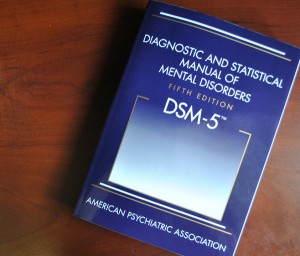 DIAGNOSTIC AND STATISTICAL
MANUAL OF
MENTAL DISORDERS
FIFTH EDITION
DSM-5™
AMERICAN PSYCHIATRIC ASSOCIATION